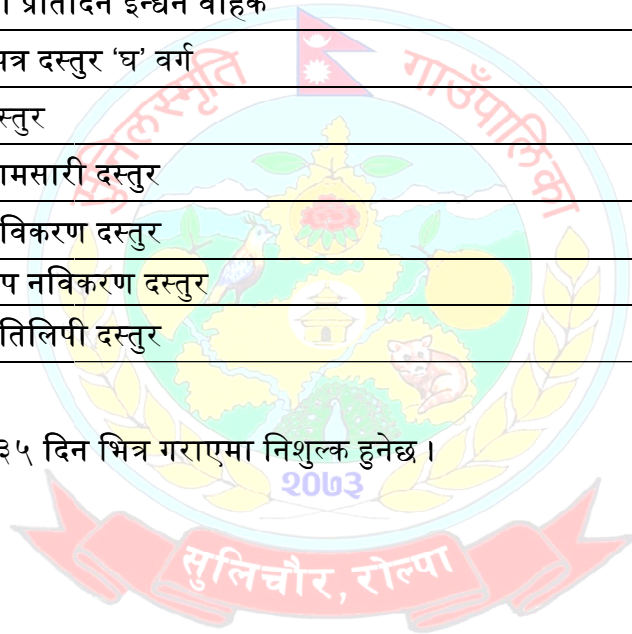 प्रतिदिन इन्धन वाहक
पत्र दस्तुर ‘घ’ वर्ग
स्तुर
ामसारी दस्तुर
विकरण दस्तुर
प नविकरण दस्तुर
तिलिपी दस्तुर
३५ दिन भित्र गराएमा निशुल्क हुनेछ ।
सुनिलस्मृति गाउँपालिका
२०७३
सुलिचौर, रोल्पा